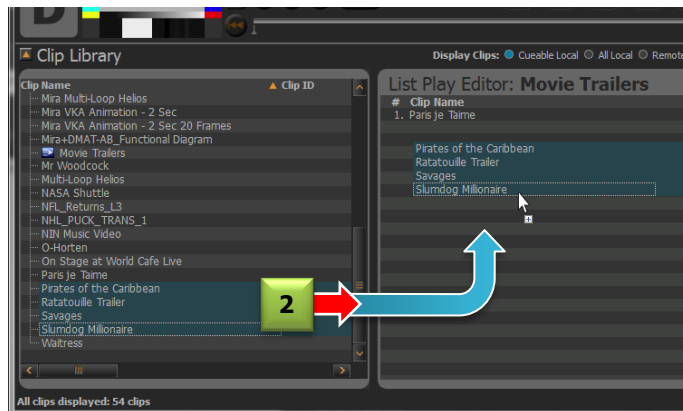 D
Clip Library
Display Clips: Cueable Local All Local Remote
Clip Name Clip ID
Mira Multi-Loop Helios
Mira VKA Animation - 2 Sec
Mira VKA Animation - 2 Sec 20 Frames
Mira+DMAT-AB_Functional Diagram
Movie Trailers
Mr Woodcock
Multi-Loop Helios
NASA Shuttle
NFL_Returns_L3
NHL_PUCK_TRANS_1
NIN Music Video
O-Horten
On Stage at World Cafe Live
Paris je Taime
Pirates of the Caribbean
Ratatouille Trailer
Savages
Slumdog Millionaire
Waitress
2
List Play Editor: Movie Trailers
# Clip Name
1. Paris je Taime
Pirates of the Caribbean
Ratatouille Trailer
Savages
Slumdog Millionaire
All clips displayed: 54 clips